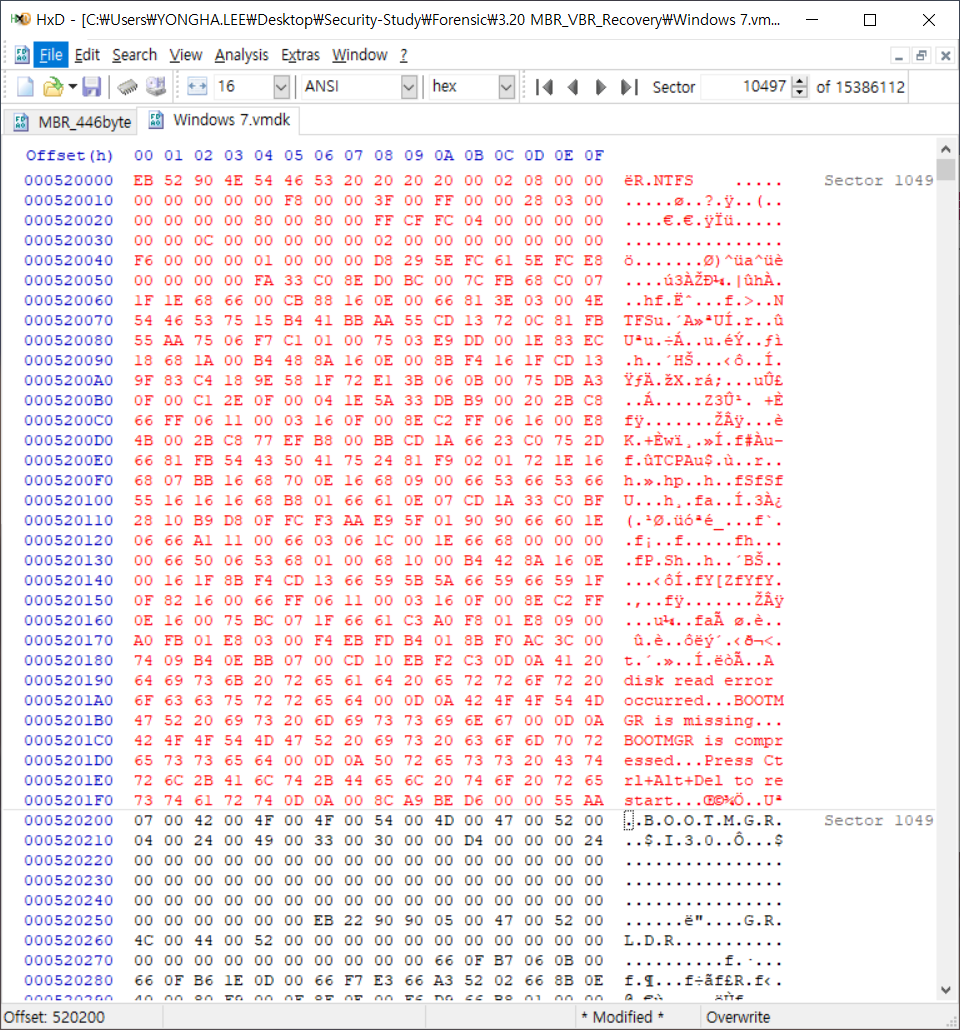 HxD - [C:₩Users₩YONGHA.LEE₩Desktop₩Security-Study₩Forensic₩3.20 MBR_VBR_Recovery₩Windows 7.vm...
File Edit Search View Analysis Extras Window ?
16 ANSI hex Sector 10497 of 15386112
MBR_446byte Windows 7.vmdk
Offset(h) 00 01 02 03 04 05 06 07 08 09 0A 0B 0C 0D 0E 0F
000520000 EB 52 90 4E 54 46 53 20 20 20 20 00 02 08 00 00 ëR.NTFS    ..... Sector 1049
000520010 00 00 00 00 00 F8 00 00 3F 00 FF 00 00 28 03 00 .....ø..?.ÿ..(..
000520020 00 00 00 00 80 00 80 00 FF CF FC 04 00 00 00 00 ....€.€.ÿÏü.....
000520030 00 00 0C 00 00 00 00 00 02 00 00 00 00 00 00 00 ................
000520040 F6 00 00 00 01 00 00 00 D8 29 5E FC 61 5E FC E8 ö.......Ø)^üa^üè
000520050 00 00 00 00 FA 33 C0 8E D0 BC 00 7C FB 68 C0 07 ....ú3ÀŽÐ¼.|ûhÀ.
000520060 1F 1E 68 66 00 CB 88 16 0E 00 66 81 3E 03 00 4E ..hf.Ëˆ...f.>..N
000520070 54 46 53 75 15 B4 41 BB AA 55 CD 13 72 0C 81 FB TFSu.´A»ªUÍ.r..û
000520080 55 AA 75 06 F7 C1 01 00 75 03 E9 DD 00 1E 83 EC Uªu.÷Á..u.éÝ..ƒì
000520090 18 68 1A 00 B4 48 8A 16 0E 00 8B F4 16 1F CD 13 .h..´HŠ...‹ô..Í.
0005200A0 9F 83 C4 18 9E 58 1F 72 E1 3B 06 0B 00 75 DB A3 ŸƒÄ.žX.rá;...uÛ£
0005200B0 0F 00 C1 2E 0F 00 04 1E 5A 33 DB B9 00 20 2B C8 ..Á.....Z3Û¹. +È
0005200C0 66 FF 06 11 00 03 16 0F 00 8E C2 FF 06 16 00 E8 fÿ.......ŽÂÿ...è
0005200D0 4B 00 2B C8 77 EF B8 00 BB CD 1A 66 23 C0 75 2D K.+Èwï¸.»Í.f#Àu-
0005200E0 66 81 FB 54 43 50 41 75 24 81 F9 02 01 72 1E 16 f.ûTCPAu$.ù..r..
0005200F0 68 07 BB 16 68 70 0E 16 68 09 00 66 53 66 53 66 h.».hp..h..fSfSf
000520100 55 16 16 16 68 B8 01 66 61 0E 07 CD 1A 33 C0 BF U...h¸.fa..Í.3À¿
000520110 28 10 B9 D8 0F FC F3 AA E9 5F 01 90 90 66 60 1E (.¹Ø.üóªé_...f`.
000520120 06 66 A1 11 00 66 03 06 1C 00 1E 66 68 00 00 00 .f¡..f.....fh...
000520130 00 66 50 06 53 68 01 00 68 10 00 B4 42 8A 16 0E .fP.Sh..h..´BŠ..
000520140 00 16 1F 8B F4 CD 13 66 59 5B 5A 66 59 66 59 1F ...‹ôÍ.fY[ZfYfY.
000520150 0F 82 16 00 66 FF 06 11 00 03 16 0F 00 8E C2 FF .‚..fÿ.......ŽÂÿ
000520160 0E 16 00 75 BC 07 1F 66 61 C3 A0 F8 01 E8 09 00 ...u¼..faÃ ø.è..
000520170 A0 FB 01 E8 03 00 F4 EB FD B4 01 8B F0 AC 3C 00  û.è..ôëý´.‹ð¬<.
000520180 74 09 B4 0E BB 07 00 CD 10 EB F2 C3 0D 0A 41 20 t.´.»..Í.ëòÃ..A
000520190 64 69 73 6B 20 72 65 61 64 20 65 72 72 6F 72 20 disk read error
0005201A0 6F 63 63 75 72 72 65 64 00 0D 0A 42 4F 4F 54 4D occurred...BOOTM
0005201B0 47 52 20 69 73 20 6D 69 73 73 69 6E 67 00 0D 0A GR is missing...
0005201C0 42 4F 4F 54 4D 47 52 20 69 73 20 63 6F 6D 70 72 BOOTMGR is compr
0005201D0 65 73 73 65 64 00 0D 0A 50 72 65 73 73 20 43 74 essed...Press Ct
0005201E0 72 6C 2B 41 6C 74 2B 44 65 6C 20 74 6F 20 72 65 rl+Alt+Del to re
0005201F0 73 74 61 72 74 0D 0A 00 8C A9 BE D6 00 00 55 AA start...Œ©¾Ö..Uª
000520200 07 00 42 00 4F 00 4F 00 54 00 4D 00 47 00 52 00 ..B.O.O.T.M.G.R. Sector 1049
000520210 04 00 24 00 49 00 33 00 30 00 00 D4 00 00 00 24 ..$.I.3.0..Ô...$
000520220 00 00 00 00 00 00 00 00 00 00 00 00 00 00 00 00 ................
000520230 00 00 00 00 00 00 00 00 00 00 00 00 00 00 00 00 ................
000520240 00 00 00 00 00 00 00 00 00 00 00 00 00 00 00 00 ................
000520250 00 00 00 00 00 00 EB 22 90 90 05 00 47 00 52 00 ......ë"....G.R.
000520260 4C 00 44 00 52 00 00 00 00 00 00 00 00 00 00 00 L.D.R...........
000520270 00 00 00 00 00 00 00 00 00 00 66 0F B7 06 0B 00 ..........f.·...
000520280 66 0F B6 1E 0D 00 66 F7 E3 66 A3 52 02 66 8B 0E f.¶...f÷ãf£R.f‹.
Offset: 520200 * Modified * Overwrite